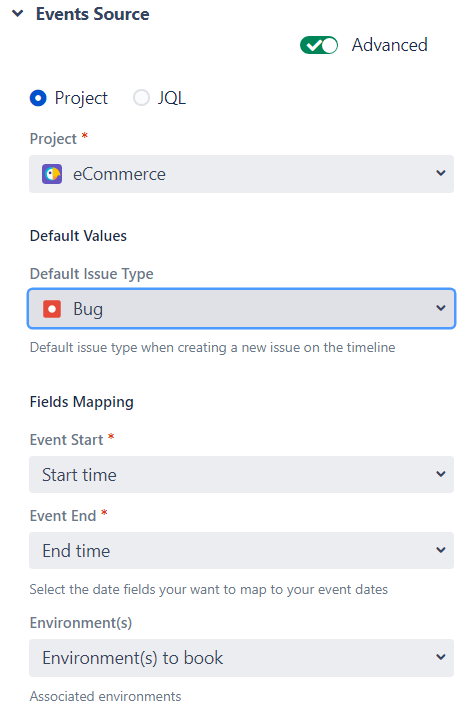 Events Source
Advanced
Project JQL
Project *
eCommerce
Default Values
Default Issue Type
Bug
Default issue type when creating a new issue on the timeline
Fields Mapping
Event Start *
Start time
Event End *
End time
Select the date fields your want to map to your event dates
Environment(s)
Environment(s) to book
Associated environments